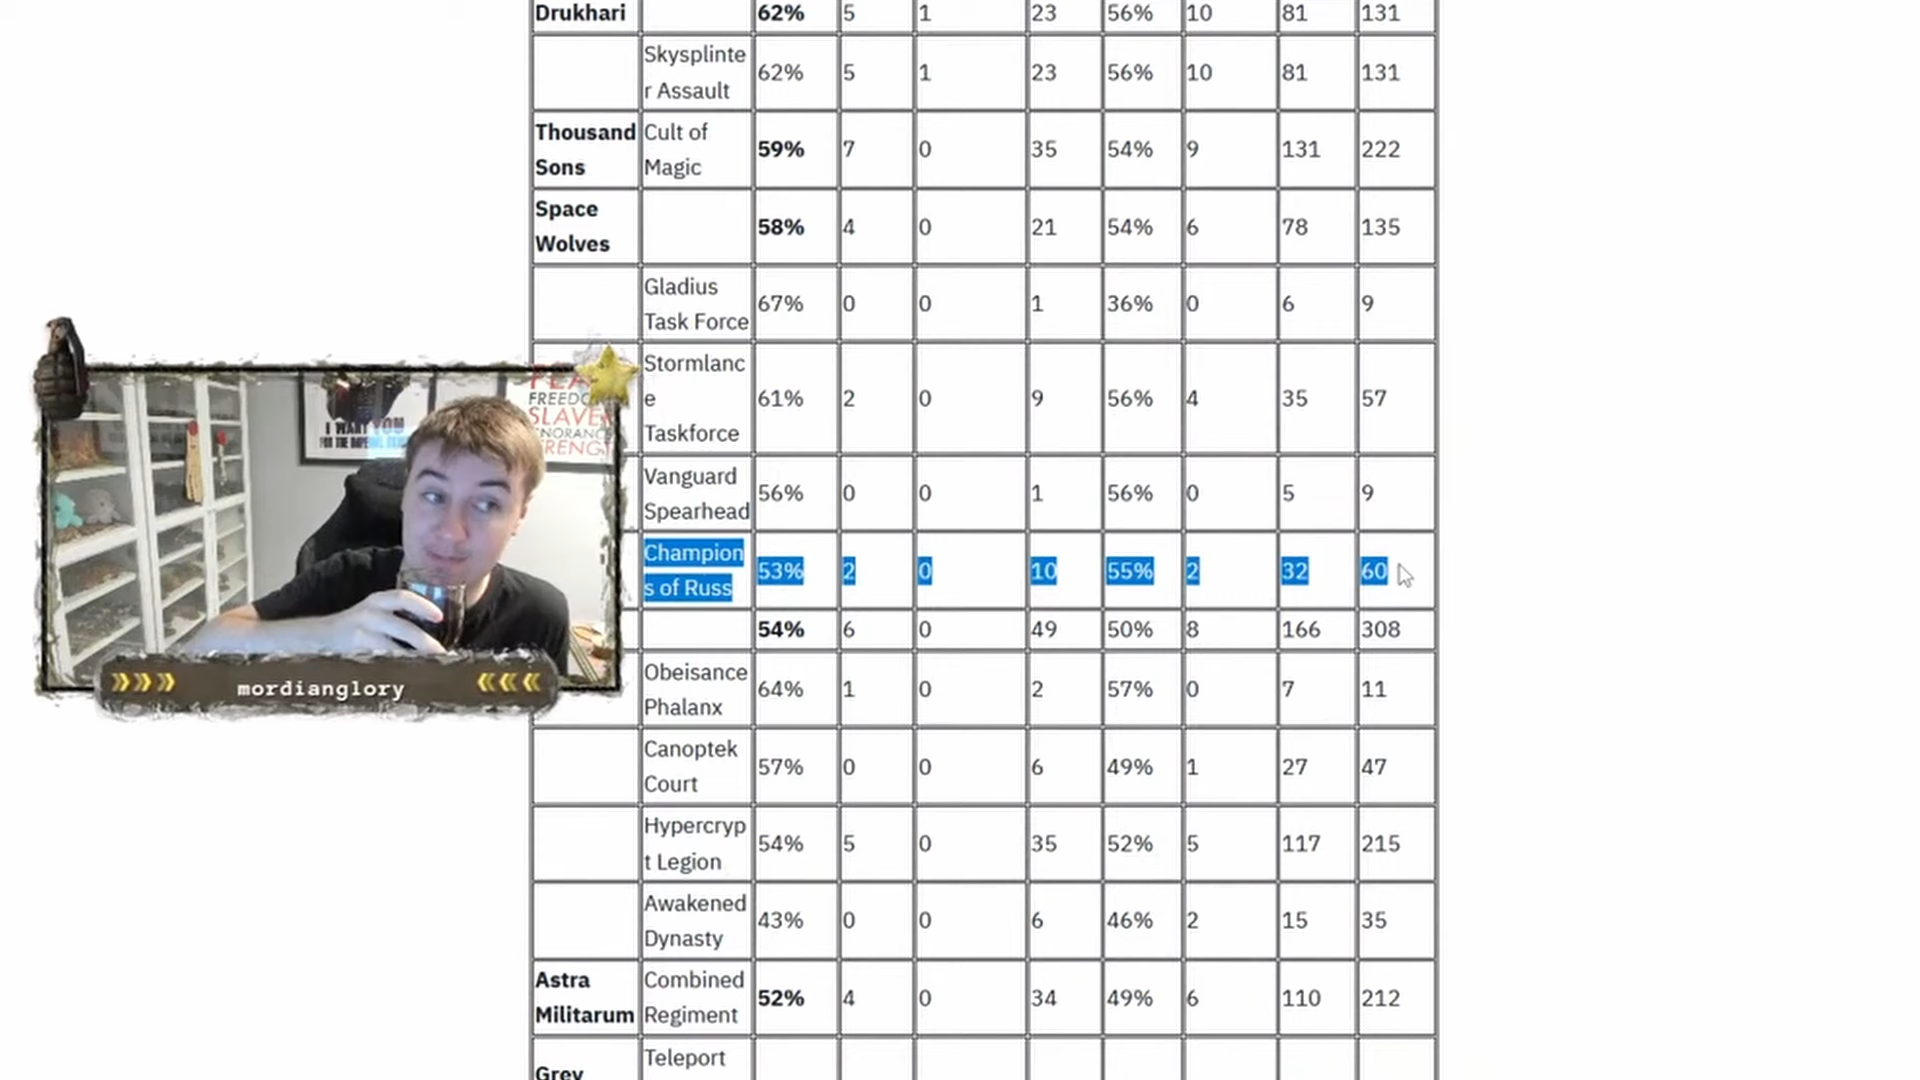 Drukhari 62% 5 1 23 56% 10 81 131
Skysplinte
r Assault
62% 5 1 23 56% 10 81 131
Thousand
Sons
Cult of
Magic
59% 7 0 35 54% 9 131 222
Space
Wolves
58% 4 0 21 54% 6 78 135
Gladius
Task Force
67% 0 0 1 36% 0 6 9
Stormlanc
e
Taskforce
61% 2 0 9 56% 4 35 57
Vanguard
Spearhead
56% 0 0 1 56% 0 5 9
Champion
s of Russ
53% 2 0 10 55% 2 32 60
54% 6 0 49 50% 8 166 308
Obeisance
Phalanx
64% 1 0 2 57% 0 7 11
Canoptek
Court
57% 0 0 6 49% 1 27 47
Hypercryp
t Legion
54% 5 0 35 52% 5 117 215
Awakened
Dynasty
43% 0 0 6 46% 2 15 35
Astra
Militarum
Combined
Regiment
52% 4 0 34 49% 6 110 212
Teleport
Grey
I WANT YOU
FOR THE IMPERIAL
mordianglory